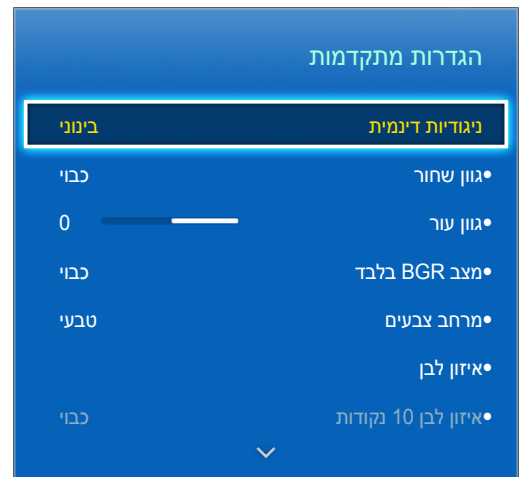 הגדרות מתקדמות
ניגודיות דינמית בינוני
•גוון שחור כבוי
•גוון עור 0
•מצב BGR בלבד כבוי
•מרחב צבעים טבעי
•איזון לבן
•איזון לבן 10 נקודות כבוי